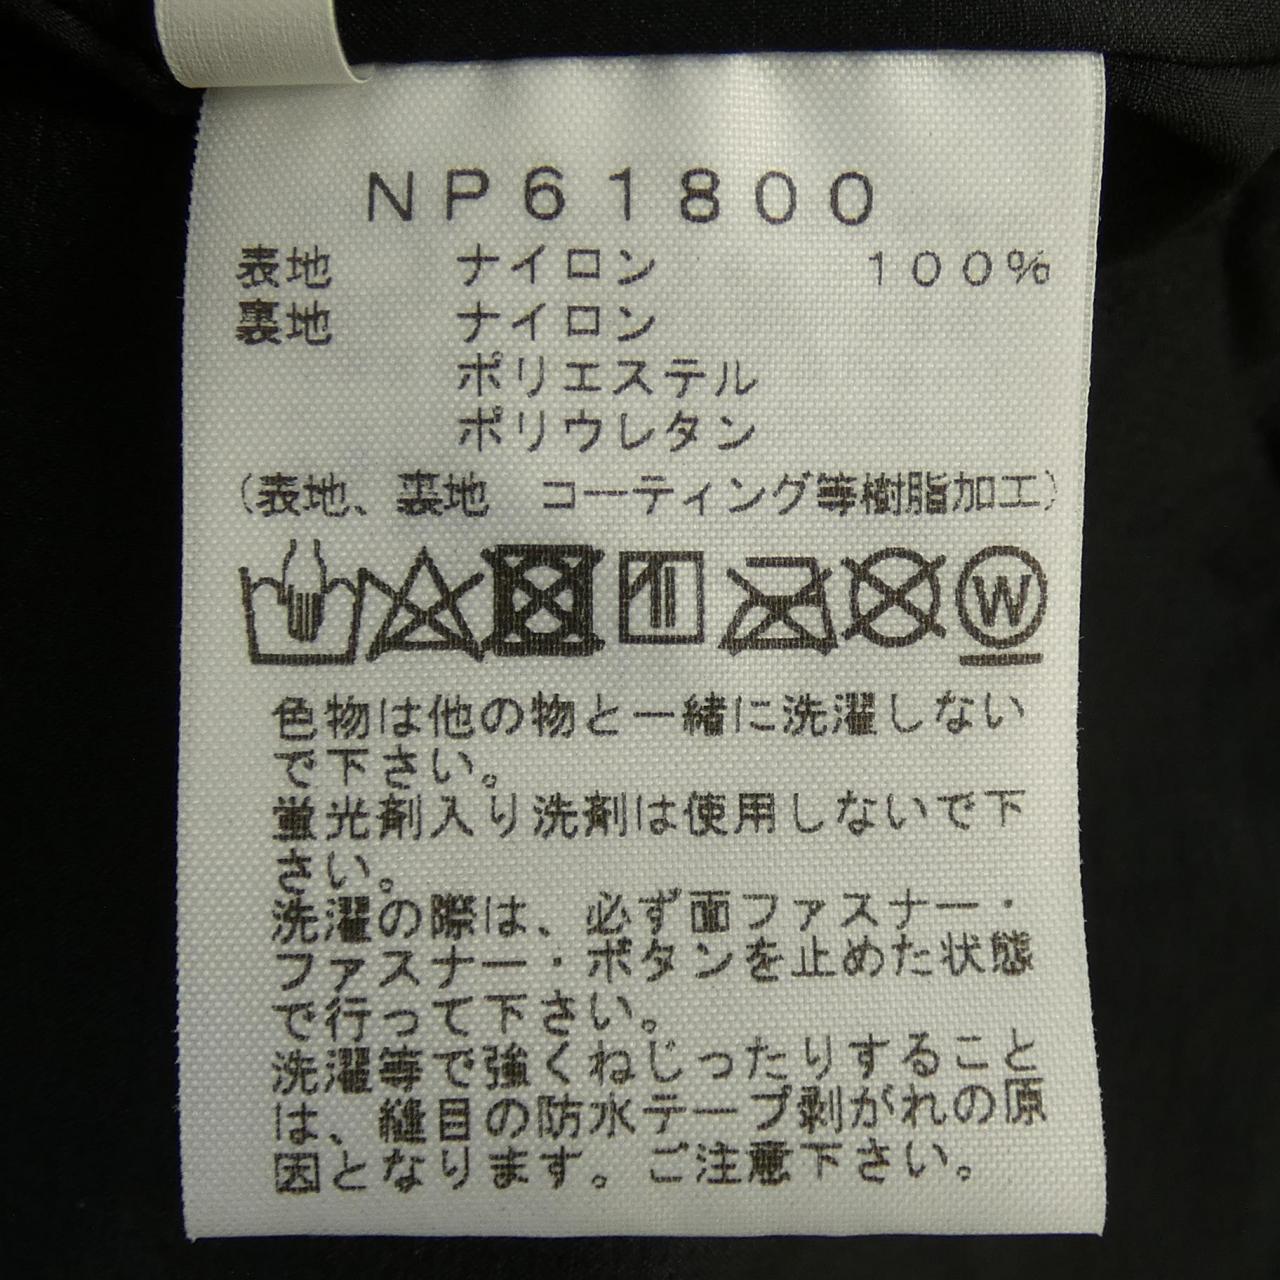 NP61800
表地 ナイロン 100%
裏地 ナイロン
ポリエステル
ポリウレタン
(表地、裏地 コーティング等樹脂加工)
W
色物は他の物と一緒に洗濯しない
で下さい。
蛍光剤入り洗剤は使用しないで下
さい。
洗濯の際は、必ず面ファスナー・
ファスナー・ボタンを止めた状態
で行って下さい。
洗濯等で強くねじったりすること
は、縫目の防水テープ剥がれの原
因となります。ご注意下さい。